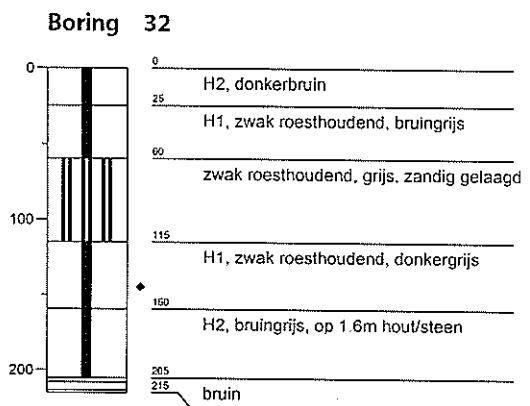 Boring 32
0
0
H2, donkerbruin
25
H1, zwak roesthoudend, bruingrijs
60
zwak roesthoudend, grijs, zandig gelaagd
100
115
H1, zwak roesthoudend, donkergrijs
160
H2, bruingrijs, op 1.6m hout/steen
200
205
215
bruin